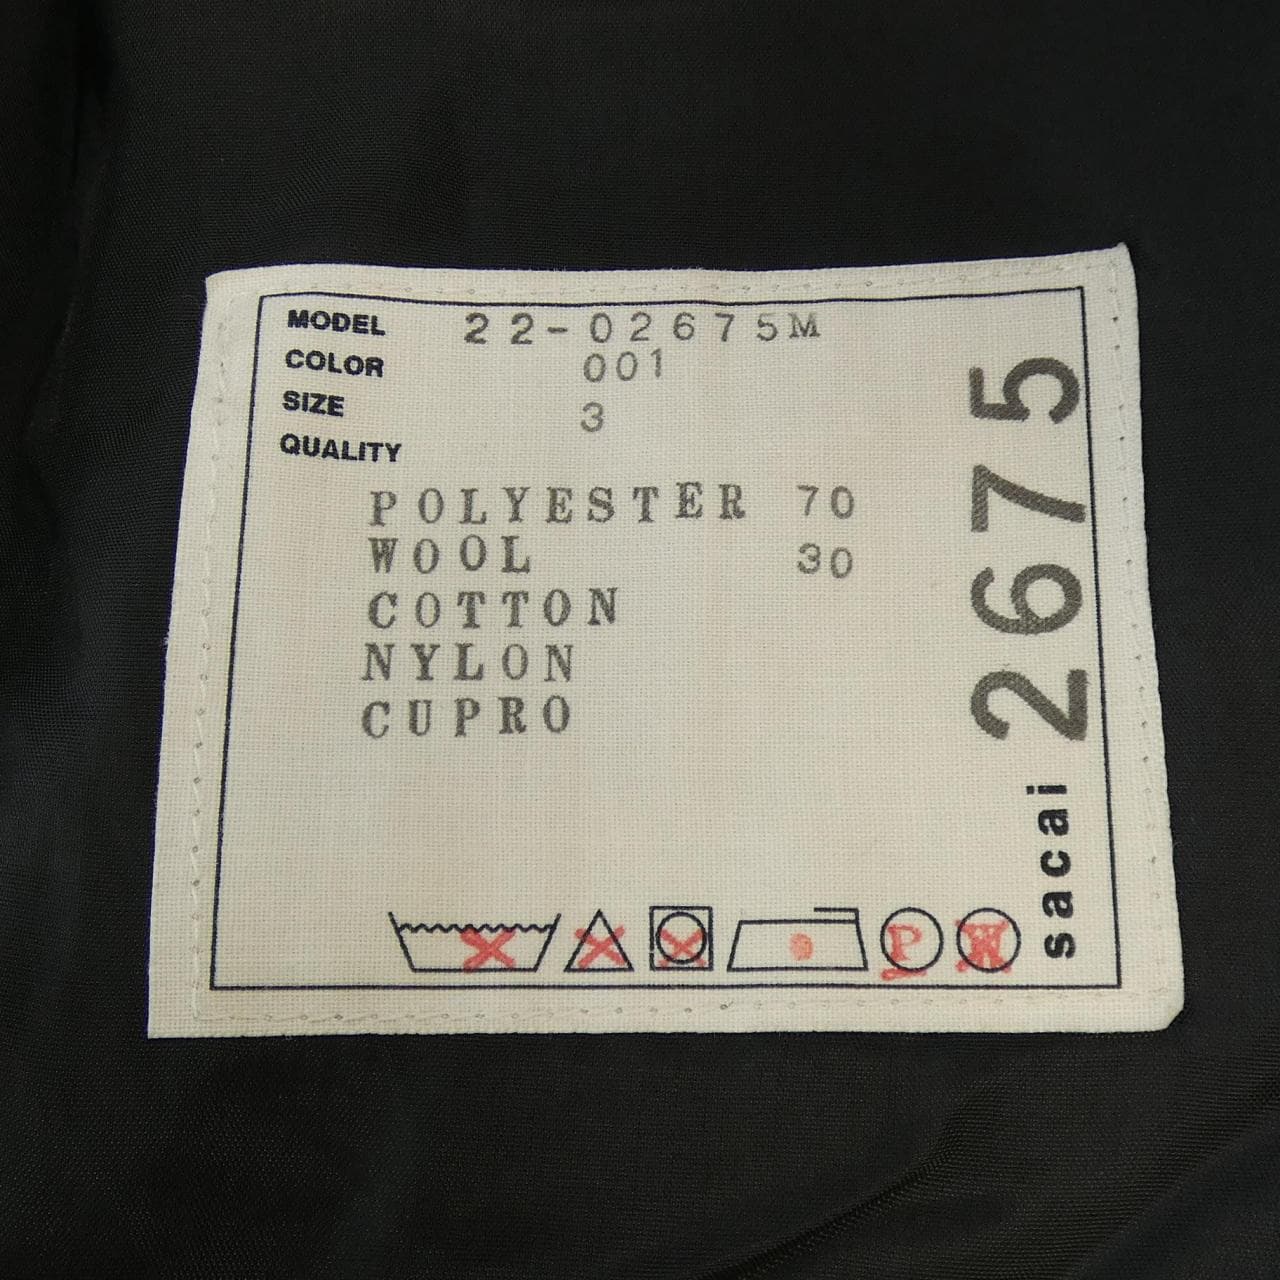 MODEL 22-02675M
COLOR 001
SIZE 3
QUALITY
POLYESTER 70
WOOL 30
COTTON
NYLON
CUPRO
P
W
sacai 2675